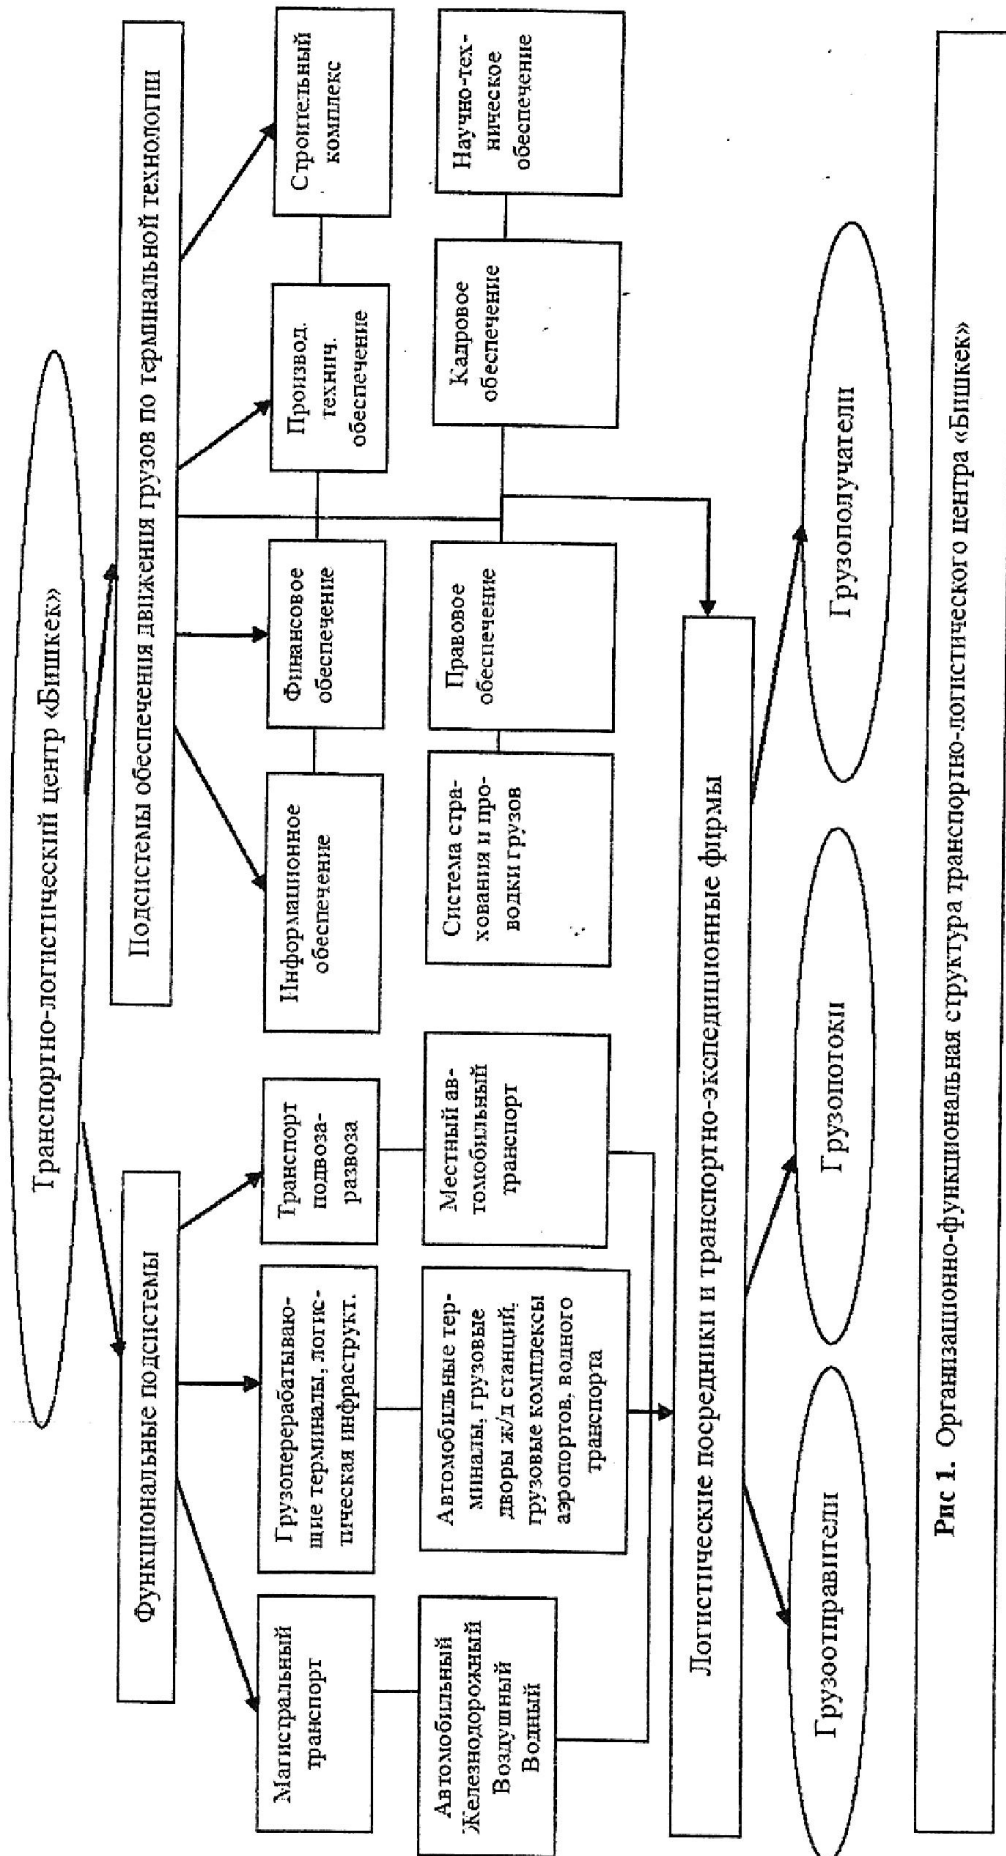 Транспортно-логистический центр «Бишкек»
Функциональные подсистемы
Подсистемы обеспечения движения грузов по терминальной технологии
Магистральный
транспорт
Грузоперерабатываю-
щие терминалы, логис-
тическая инфраструкт.
Транспорт
подвоза-
развоза
Информационное
обеспечение
Финансовое
обеспечение
Производ.
технич.
обеспечение
Строительный
комплекс
Автомобильный
Железнодорожный
Воздушный
Водный
Автомобильные тер-
миналы, грузовые
дворы ж/д станций,
грузовые комплексы
аэропортов, водного
транспорта
Местный ав-
томобильный
транспорт
Система стра-
хования и про-
водки грузов
Правовое
обеспечение
Кадровое
обеспечение
Научно-тех-
ническое
обеспечение
Логистические посредники и транспортно-экспедиционные фирмы
Грузоотправители
Грузопотоки
Грузополучатели
Рис 1. Организационно-функциональная структура транспортно-логистического центра «Бишкек»